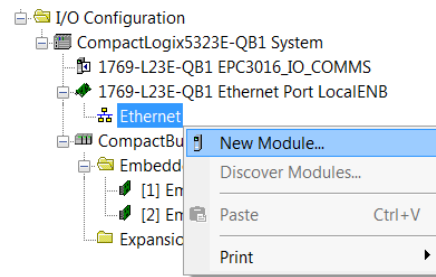 I/O Configuration
CompactLogix5323E-QB1 System
1769-L23E-QB1 EPC3016_IO_COMMS
1769-L23E-QB1 Ethernet Port LocalENB
Ethernet
New Module...
CompactBu
Discover Modules...
Embedd
[1] Em
Paste Ctrl+V
[2] Em
Expansio
Print